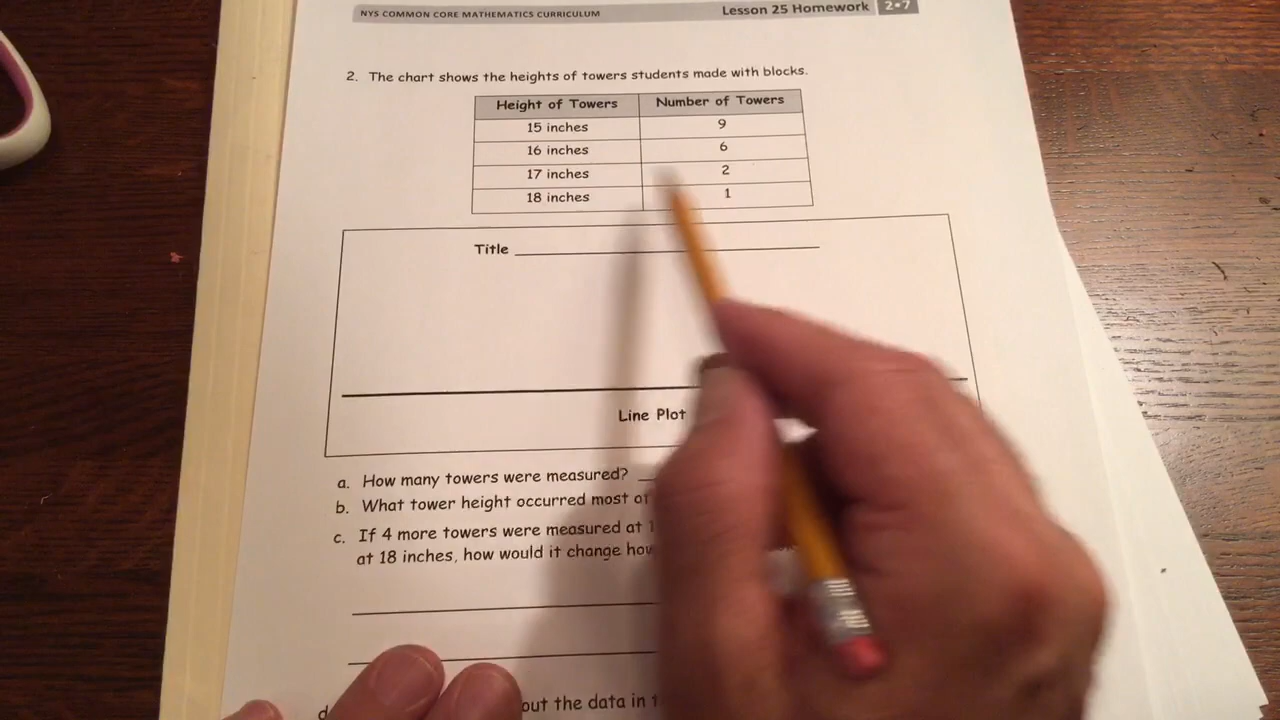 NYS COMMON CORE MATHEMATICS CURRICULUM Lesson 25 Homework 2•7
2. The chart shows the heights of towers students made with blocks.
Height of Towers Number of Towers
15 inches 9
16 inches 6
17 inches 2
18 inches 1
Title
Line Plot
a. How many towers were measured?
b. What tower height occurred most
c. If 4 more towers were measured at
at 18 inches, how would it change
out the data in